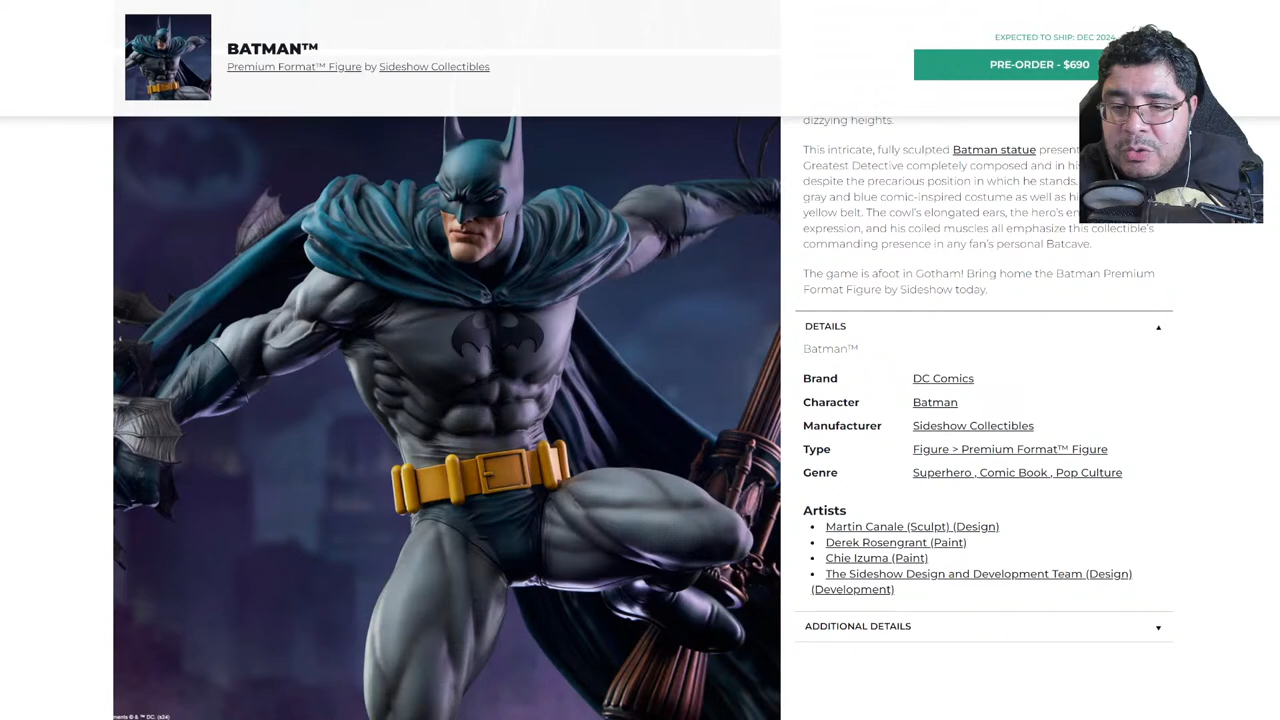 BATMAN™
Premium Format™ Figure by Sideshow Collectibles
EXPECTED TO SHIP: DEC 2024
PRE-ORDER - $690
dizzying heights.
This intricate, fully sculpted Batman statue
Greatest Detective completely composed and in
despite the precarious position in which he stands.
gray and blue comic-inspired costume as well as
yellow belt. The cowl's elongated ears, the hero's
expression, and his coiled muscles all emphasize this collectible's
commanding presence in any fan's personal Batcave.
The game is afoot in Gotham! Bring home the Batman Premium
Format Figure by Sideshow today.
DETAILS ▲
Batman™
Brand DC Comics
Character Batman
Manufacturer Sideshow Collectibles
Type Figure > Premium Format™ Figure
Genre Superhero , Comic Book , Pop Culture
Artists
• Martin Canale (Sculpt) (Design)
• Derek Rosengrant (Paint)
• Chie Izuma (Paint)
• The Sideshow Design and Development Team (Design)
(Development)
ADDITIONAL DETAILS ▼
& ™ DC. (s24)